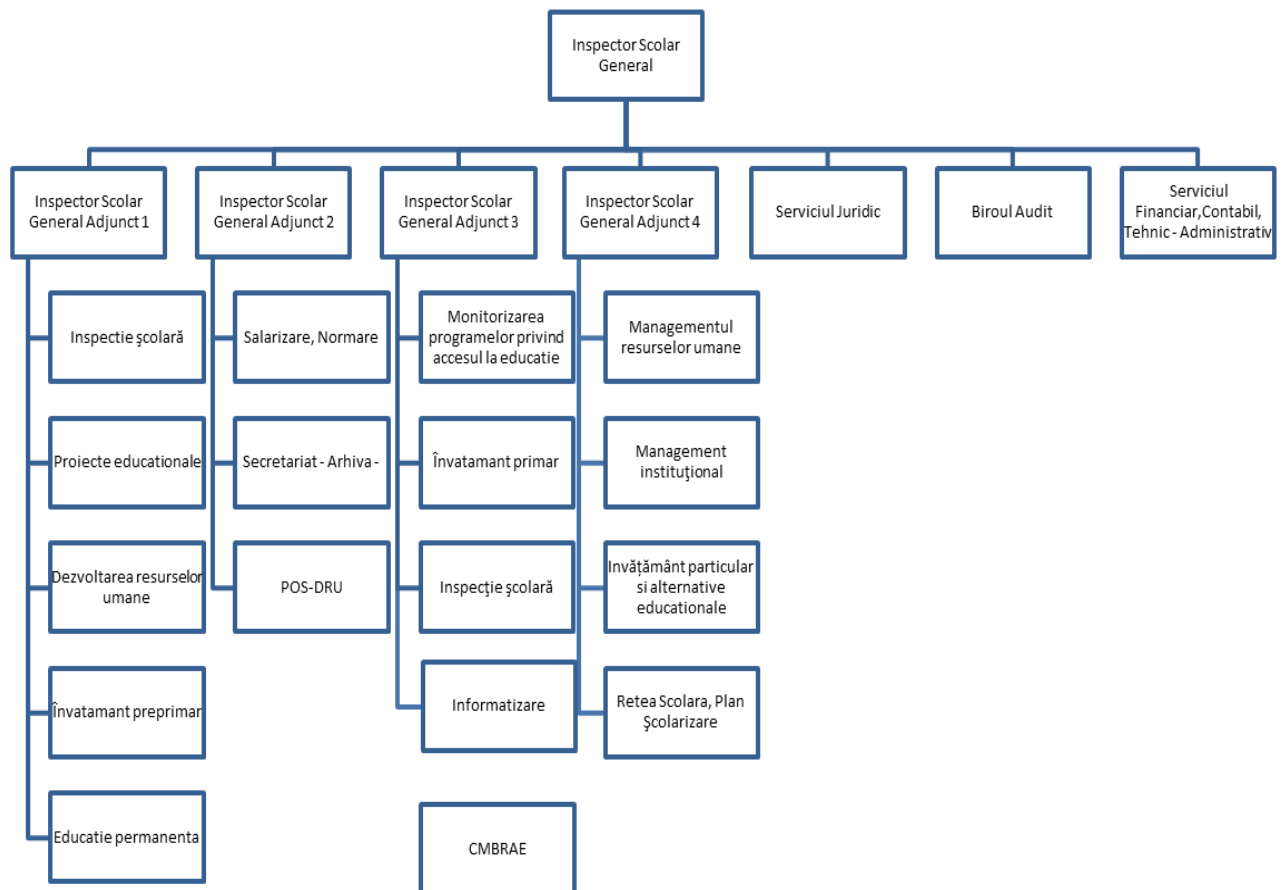 Inspector Scolar
General
Inspector Scolar
General Adjunct 1
Inspector Scolar
General Adjunct 2
Inspector Scolar
General Adjunct 3
Inspector Scolar
General Adjunct 4
Serviciul Juridic
Biroul Audit
Serviciul
Financiar,Contabil,
Tehnic - Administrativ
Inspectie şcolară
Proiecte educationale
Dezvoltarea resurselor
umane
Învatamant preprimar
Educatie permanenta
Salarizare, Normare
Secretariat - Arhiva -
POS-DRU
Monitorizarea
programelor privind
accesul la educatie
Învatamant primar
Inspecţie şcolară
Informatizare
CMBRAE
Managementul
resurselor umane
Management
instituţional
Invățământ particular
si alternative
educationale
Retea Scolara, Plan
Şcolarizare